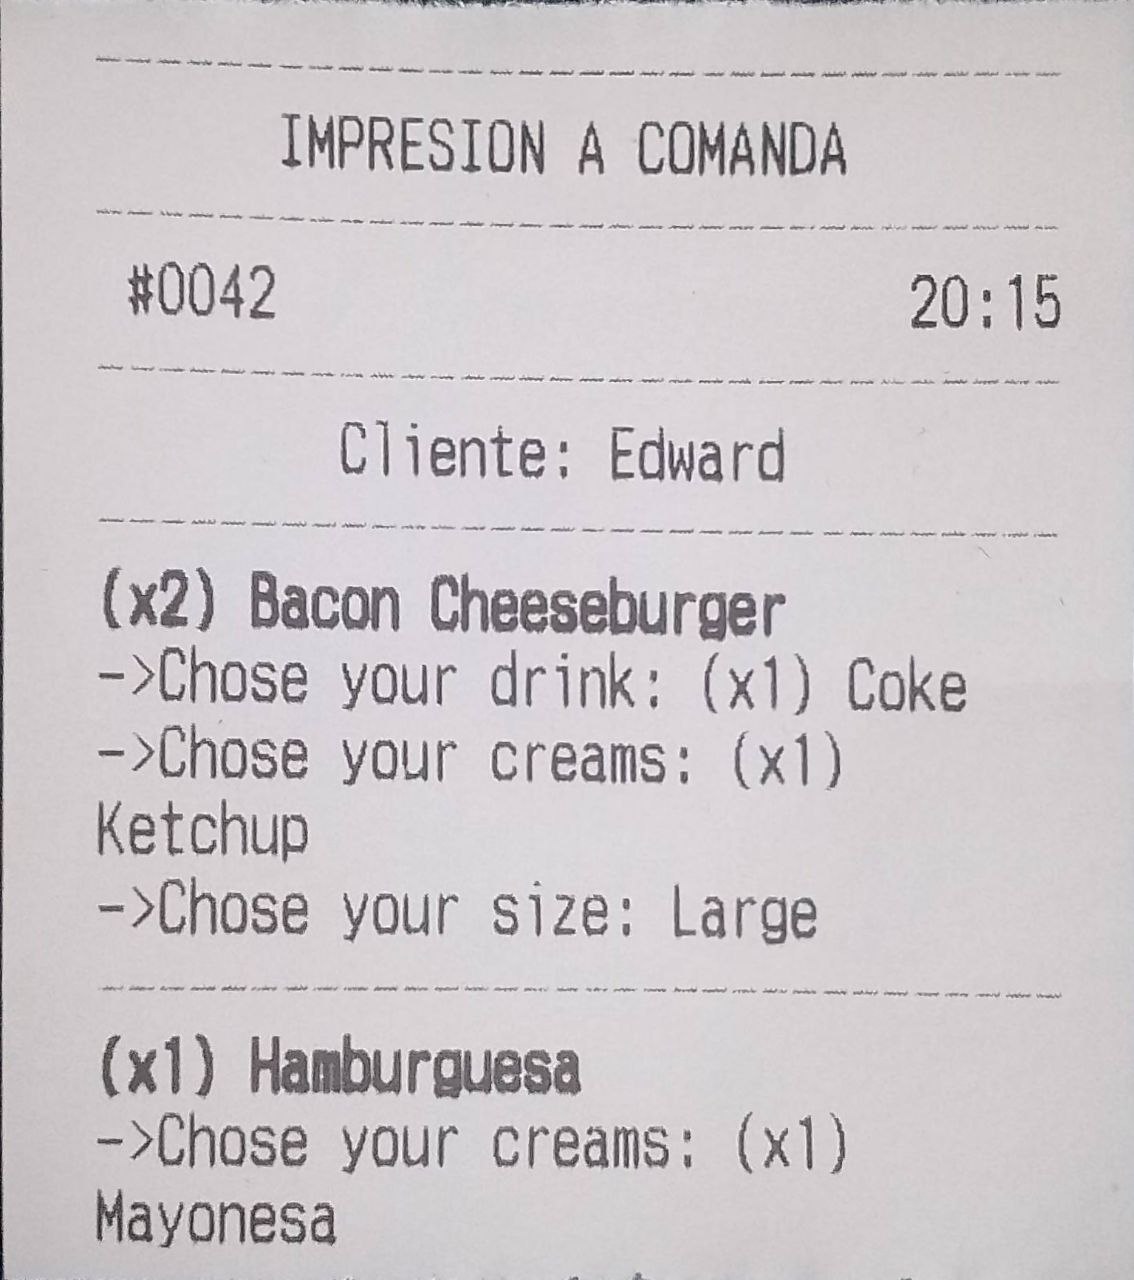 IMPRESION A COMANDA
#0042 20:15
Cliente: Edward
(x2) Bacon Cheeseburger
->Chose your drink: (x1) Coke
->Chose your creams: (x1)
Ketchup
->Chose your size: Large
(x1) Hamburguesa
->Chose your creams: (x1)
Mayonesa